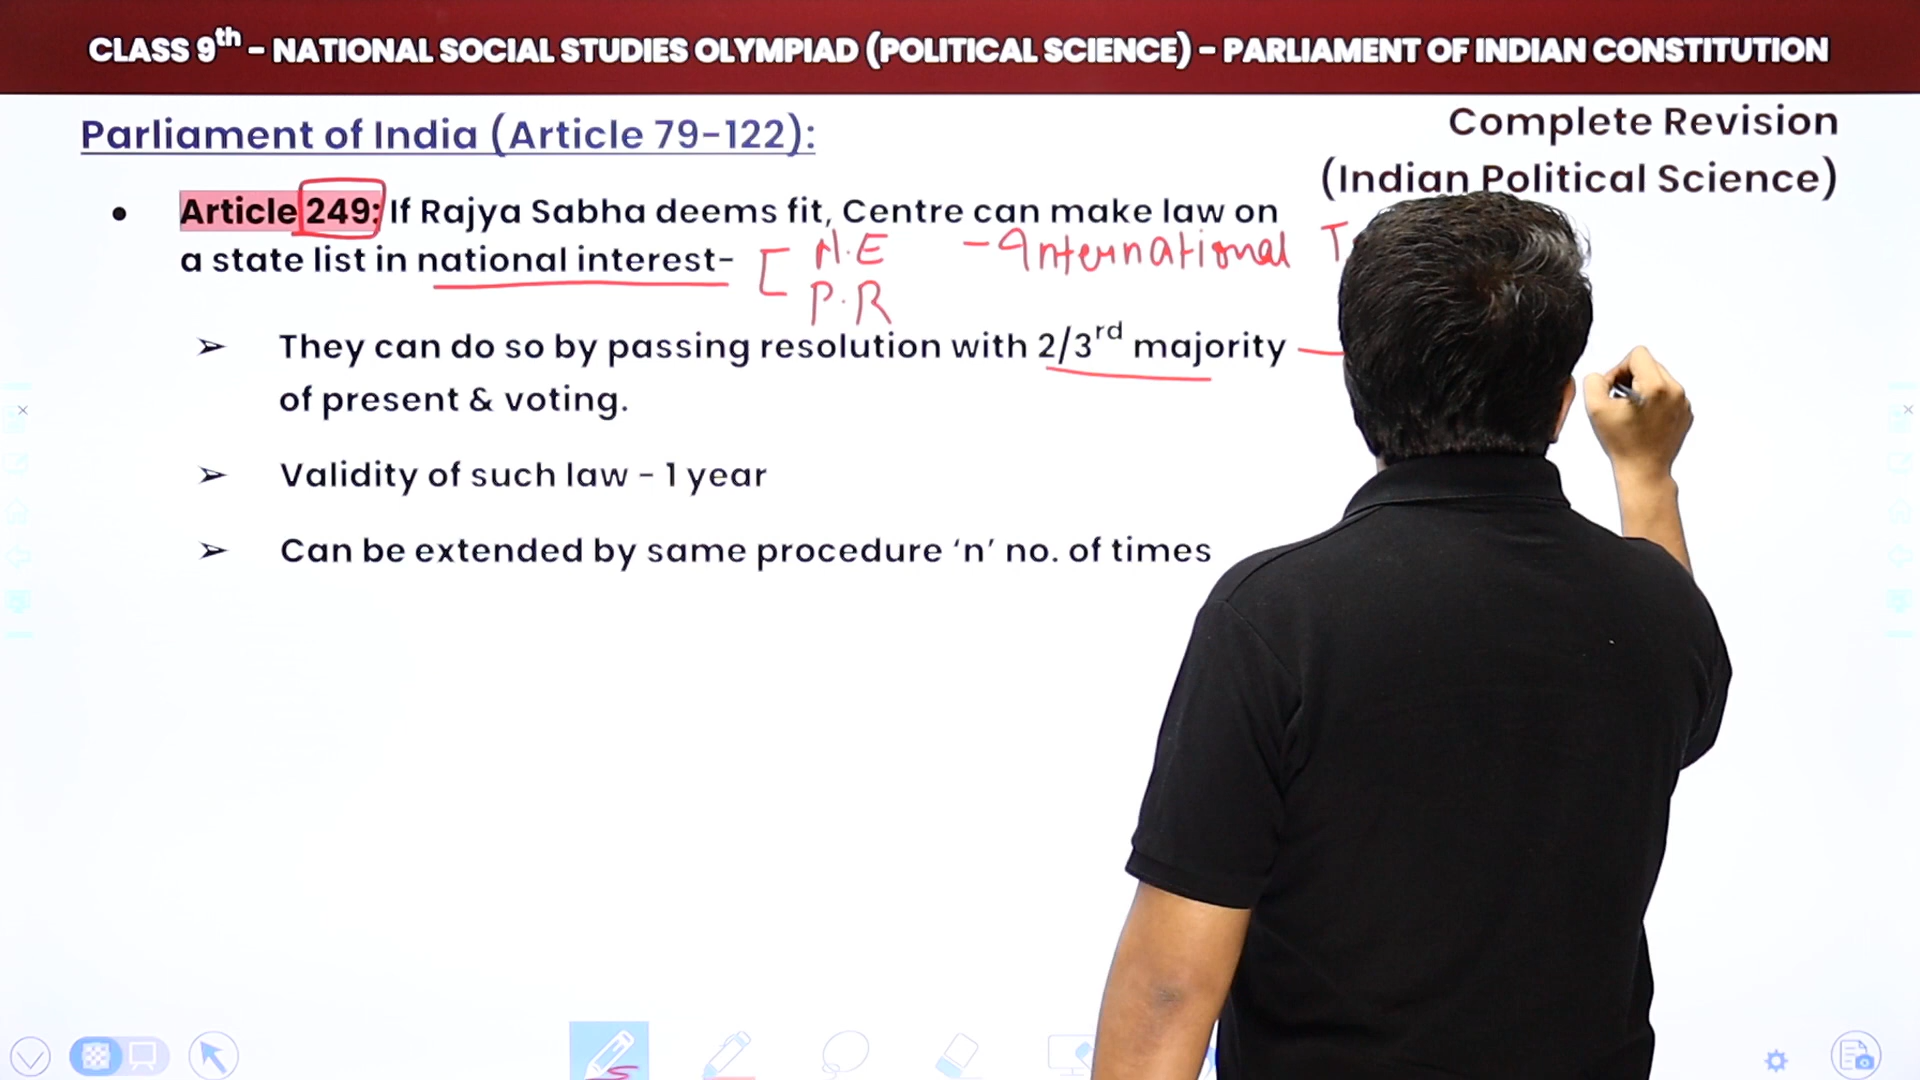 CLASS 9th – NATIONAL SOCIAL STUDIES OLYMPIAD (POLITICAL SCIENCE) – PARLIAMENT OF INDIAN CONSTITUTION
Complete Revision
(Indian Political Science)
Parliament of India (Article 79-122):
• Article 249: If Rajya Sabha deems fit, Centre can make law on
a state list in national interest-
N.E - International
P.R
➢ They can do so by passing resolution with 2/3rd majority
of present & voting.
➢ Validity of such law - 1 year
➢ Can be extended by same procedure 'n' no. of times